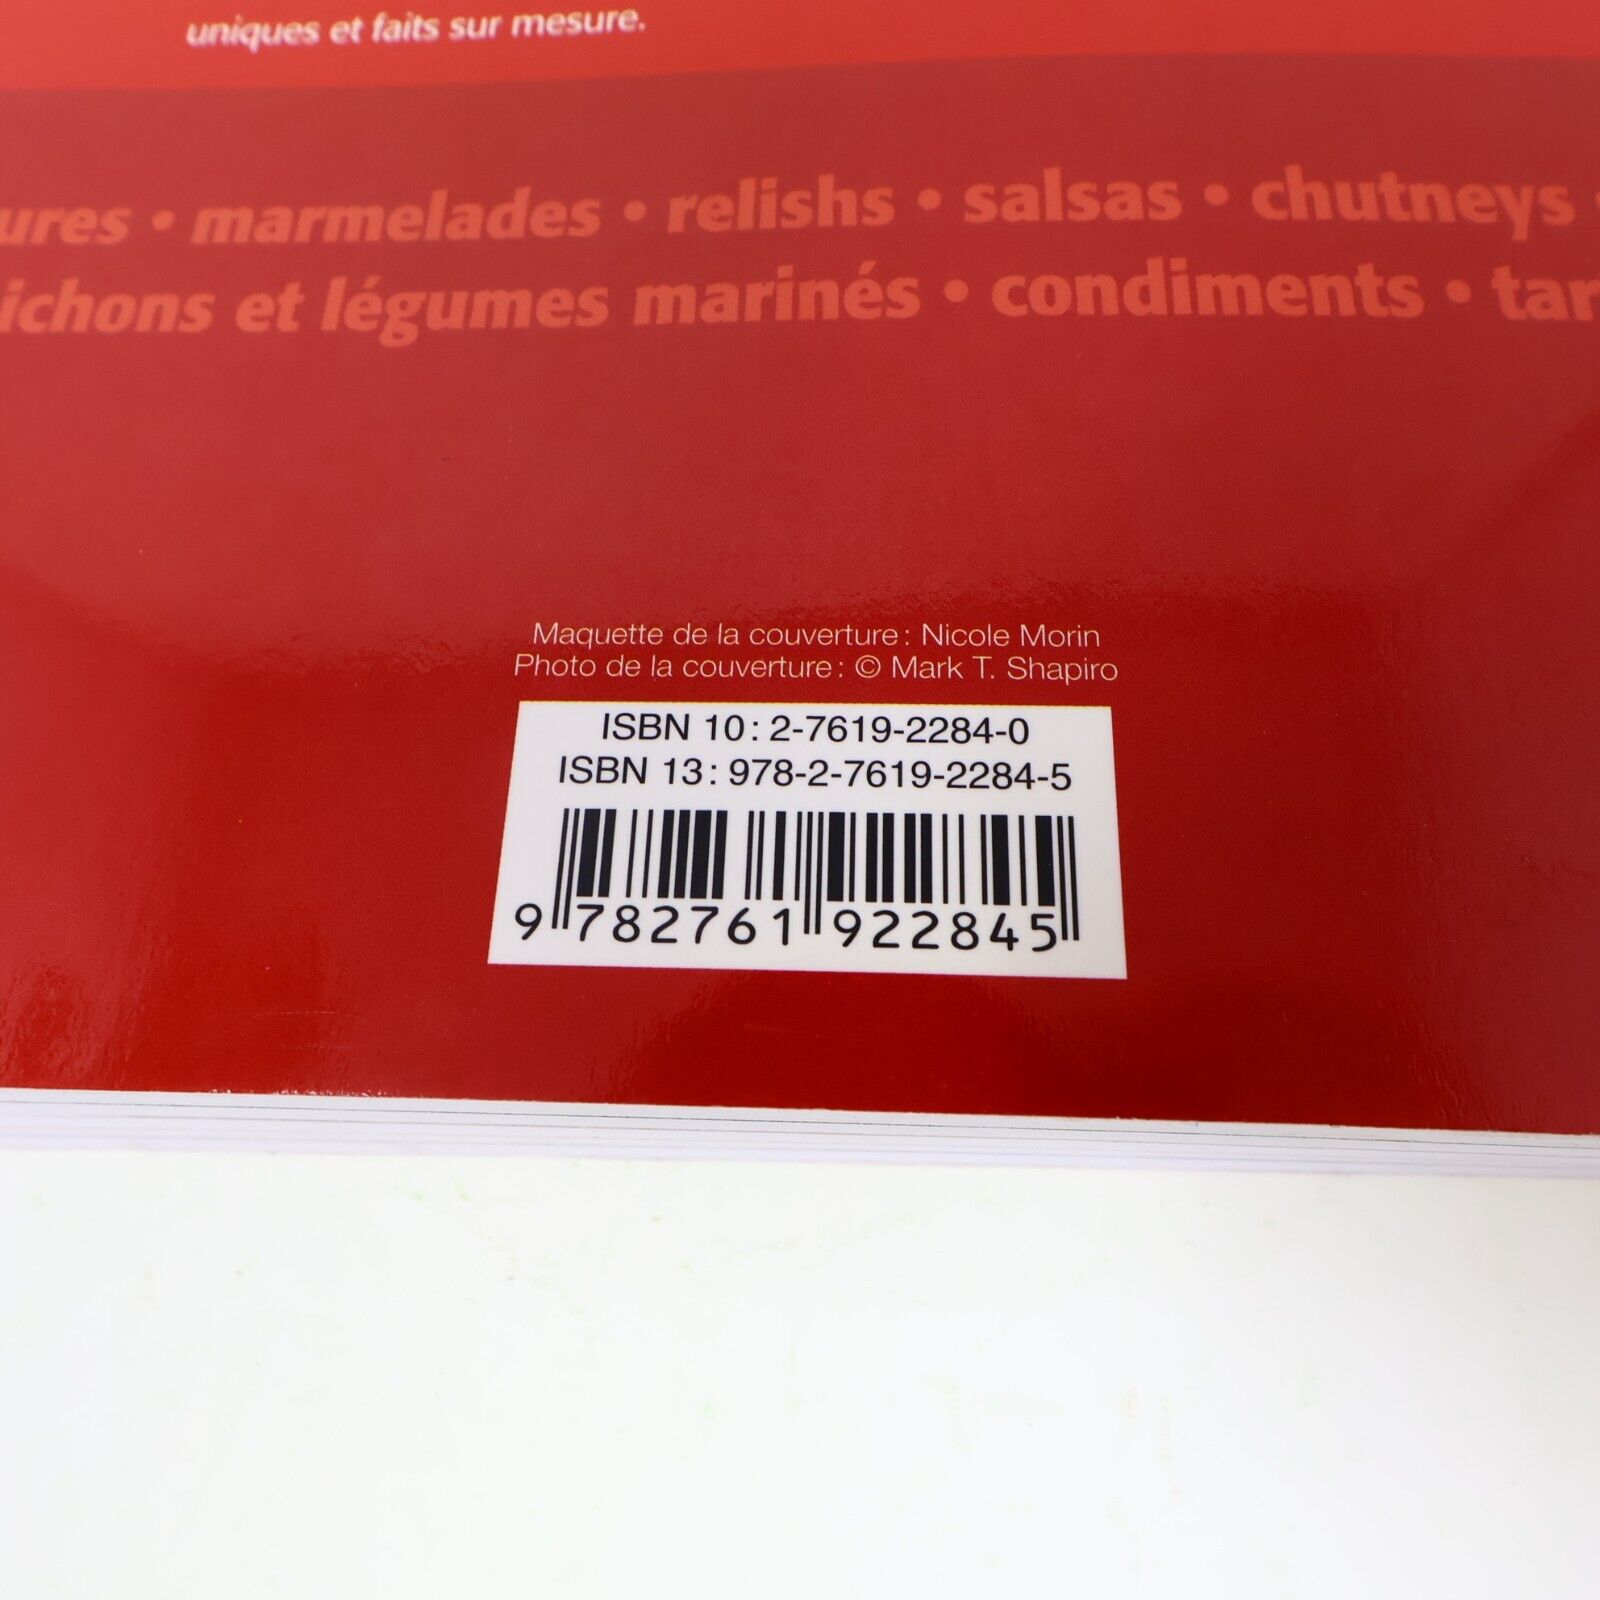 uniques et faits sur mesure.
ures • marmelades • relishs • salsas • chutneys •
ichons et légumes marinés • condiments • tar
Maquette de la couverture : Nicole Morin
Photo de la couverture : © Mark T. Shapiro
ISBN 10 : 2-7619-2284-0
ISBN 13 : 978-2-7619-2284-5
9 782761 922845